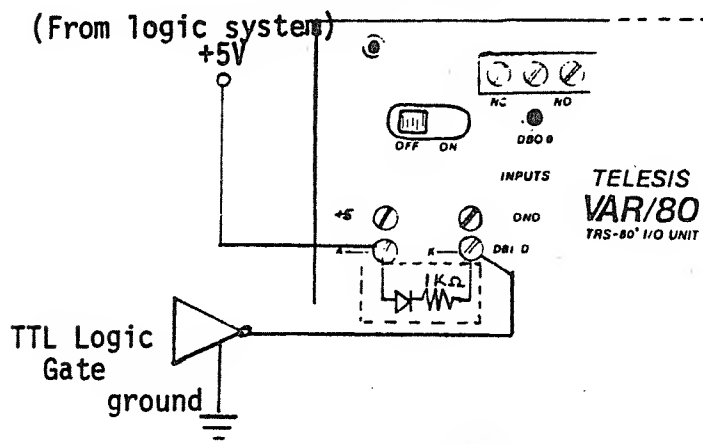 (From logic system)
+5V
NC NO
OFF ON
DBO 0
INPUTS
TELESIS
VAR/80
TRS-80* I/O UNIT
+5
GND
A
K
DBI 0
1KΩ
TTL Logic
Gate
ground